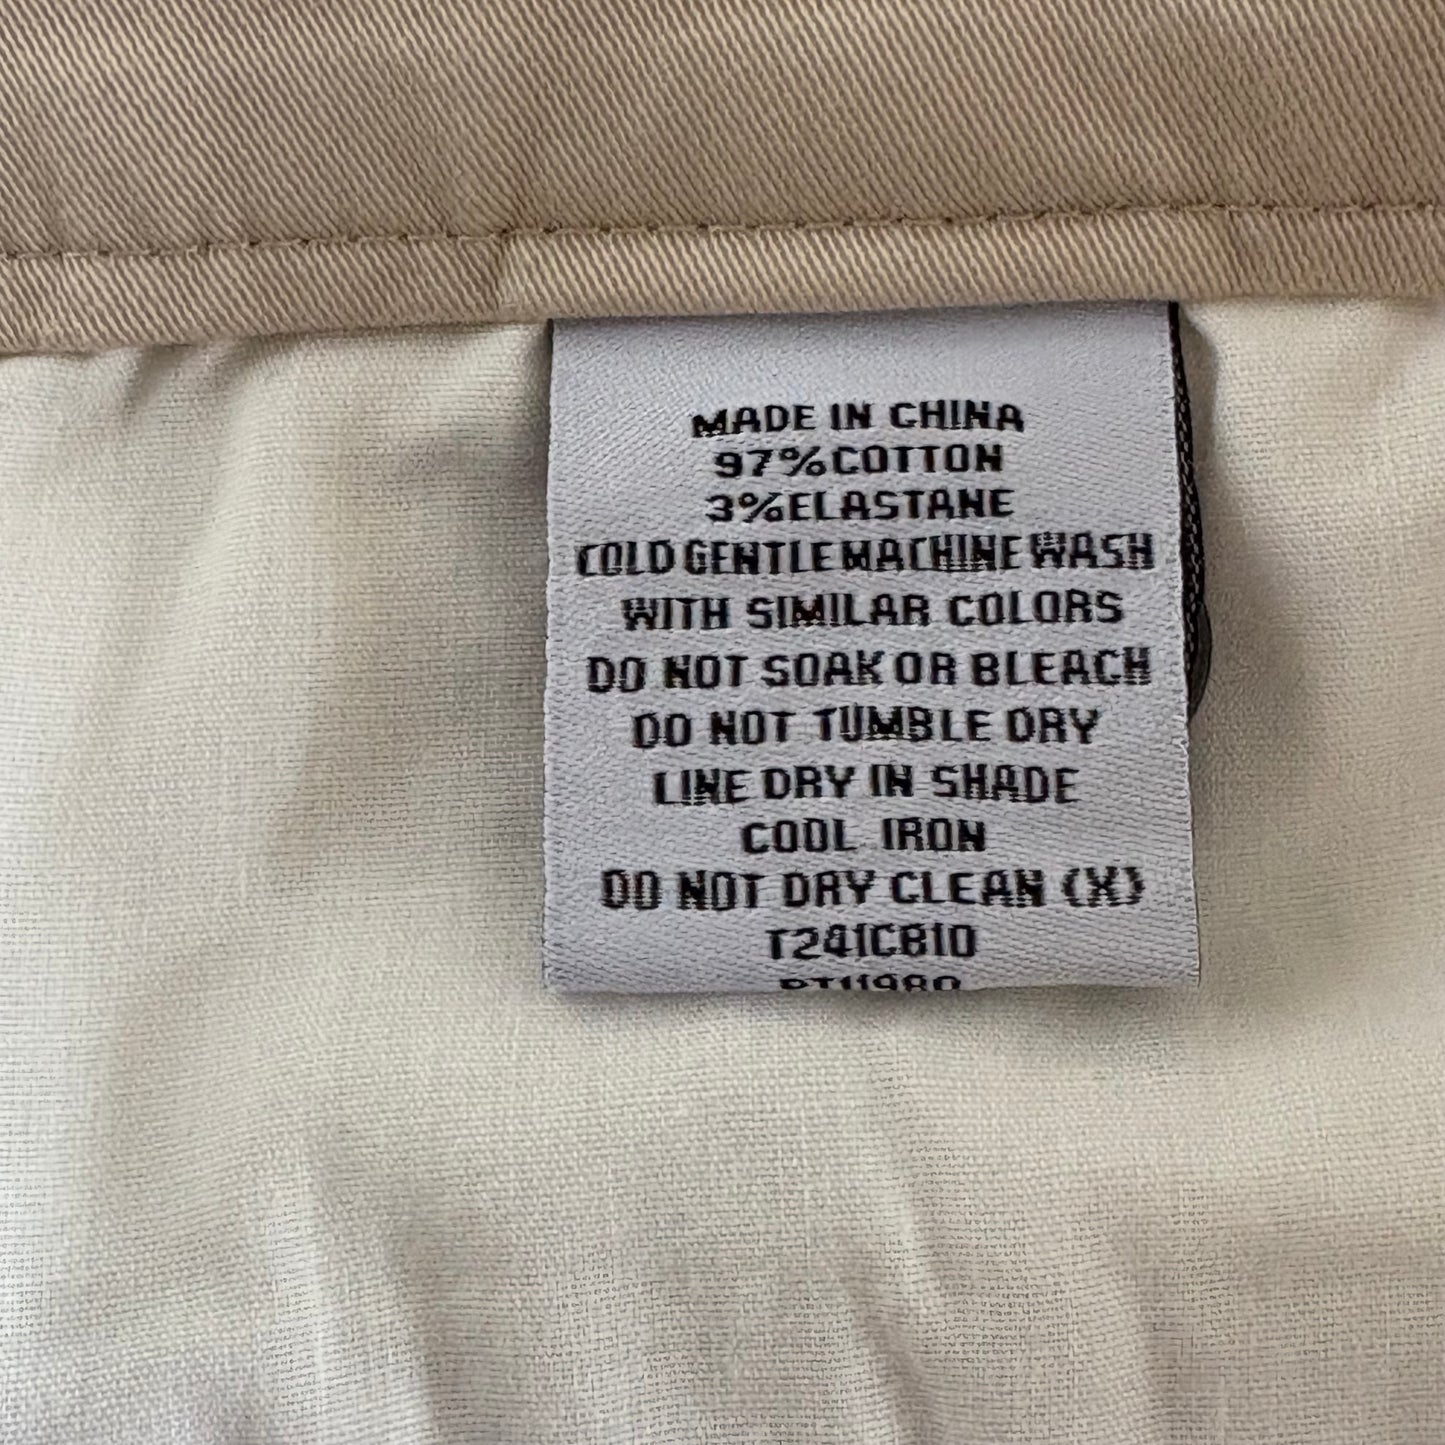 MADE IN CHINA
97%COTTON
3%ELASTANE
COLD GENTLE MACHINE WASH
WITH SIMILAR COLORS
DO NOT SOAK OR BLEACH
DO NOT TUMBLE DRY
LINE DRY IN SHADE
COOL IRON
DO NOT DRY CLEAN (X)
T241CB10